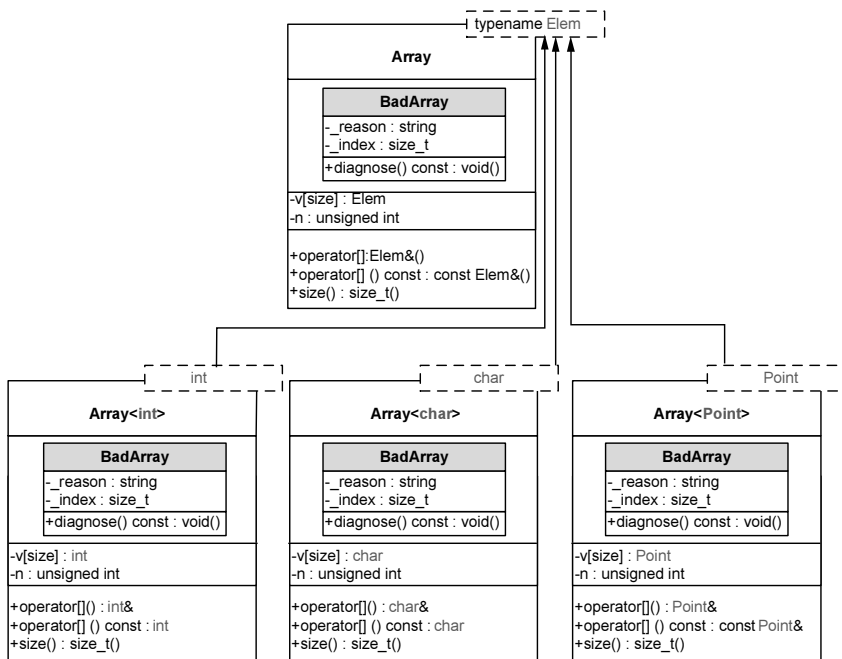 typename Elem
Array
BadArray
-_reason : string
-_index : size_t
+diagnose() const : void()
-v[size] : Elem
-n : unsigned int
+operator[]:Elem&()
+operator[] () const : const Elem&()
+size() : size_t()
int
Array<int>
BadArray
-_reason : string
-_index : size_t
+diagnose() const : void()
-v[size] : int
-n : unsigned int
+operator[]() : int&
+operator[] () const : int
+size() : size_t()
char
Array<char>
BadArray
-_reason : string
-_index : size_t
+diagnose() const : void()
-v[size] : char
-n : unsigned int
+operator[]() : char&
+operator[] () const : char
+size() : size_t()
Point
Array<Point>
BadArray
-_reason : string
-_index : size_t
+diagnose() const : void()
-v[size] : Point
-n : unsigned int
+operator[]() : Point&
+operator[] () const : const Point&
+size() : size_t()